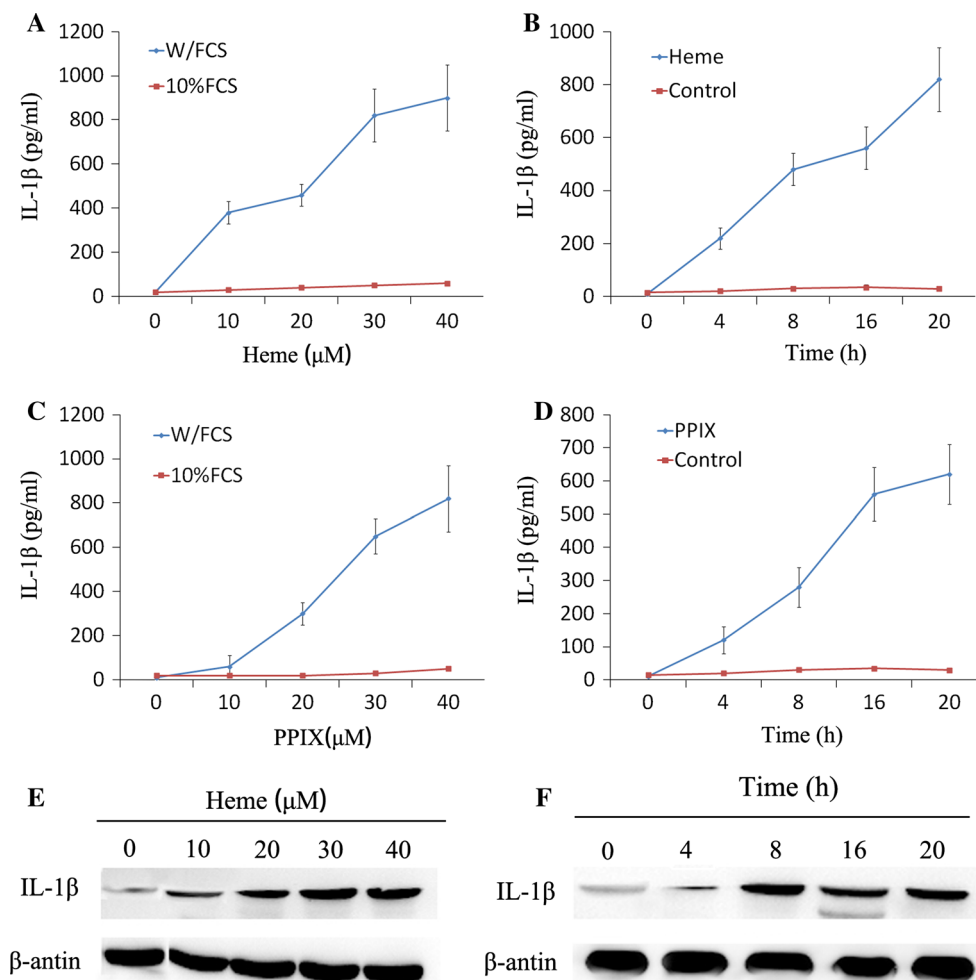 A
1200
1000
800
600
400
200
0
IL-1β (pg/ml)
W/FCS
10%FCS
0 10 20 30 40
Heme (μM)
B
1000
800
600
400
200
0
IL-1β (pg/ml)
Heme
Control
0 4 8 16 20
Time (h)
C
1200
1000
800
600
400
200
0
IL-1β (pg/ml)
W/FCS
10%FCS
0 10 20 30 40
PPIX(μM)
D
800
700
600
500
400
300
200
100
0
IL-1β (pg/ml)
PPIX
Control
0 4 8 16 20
Time (h)
E
Heme (μM)
0 10 20 30 40
IL-1β
β-antin
F
Time (h)
0 4 8 16 20
IL-1β
β-antin